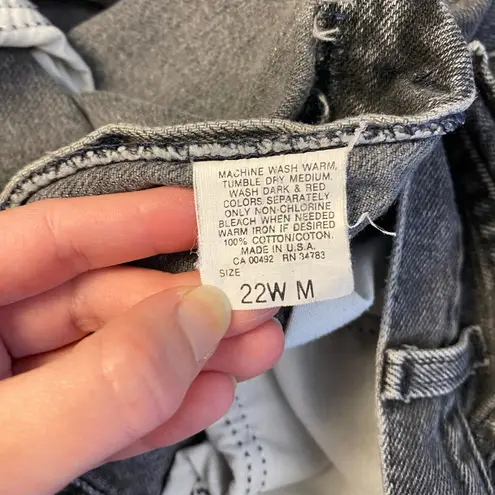 MACHINE WASH WARM,
TUMBLE DRY MEDIUM.
WASH DARK & RED
COLORS SEPARATELY
ONLY NON-CHLORINE
BLEACH WHEN NEEDED
WARM IRON IF DESIRED
100% COTTON/COTON.
MADE IN U.S.A.
CA 00492 RN 34783
SIZE
22W M